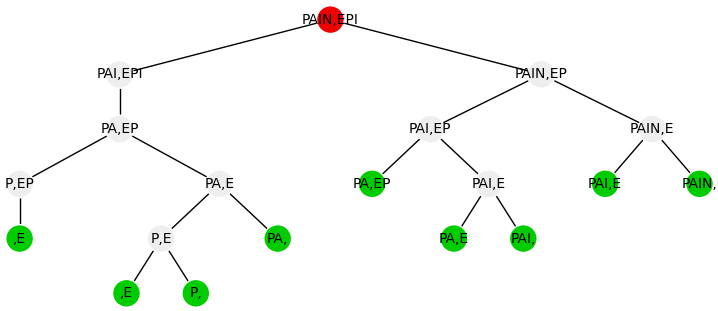 PAIN,EPI
PAI,EPI PAIN,EP
PA,EP PAI,EP PAIN,E
P,EP PA,E PA,EP PAI,E PAI,E PAIN,
,E P,E PA, PA,E PAI,
,E P,